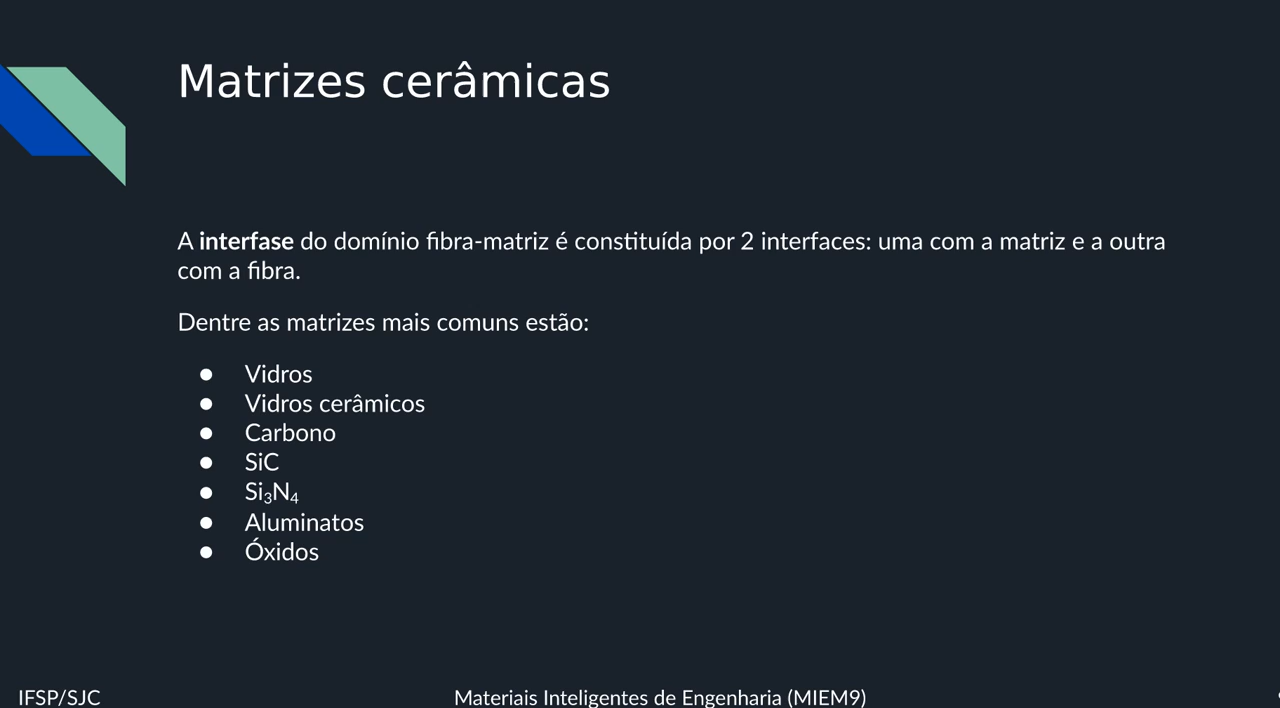 Matrizes cerâmicas
A interfase do domínio fibra-matriz é constituída por 2 interfaces: uma com a matriz e a outra
com a fibra.
Dentre as matrizes mais comuns estão:
● Vidros
● Vidros cerâmicos
● Carbono
● SiC
● Si₃N₄
● Aluminatos
● Óxidos
IFSP/SJC
Materiais Inteligentes de Engenharia (MIEM9)